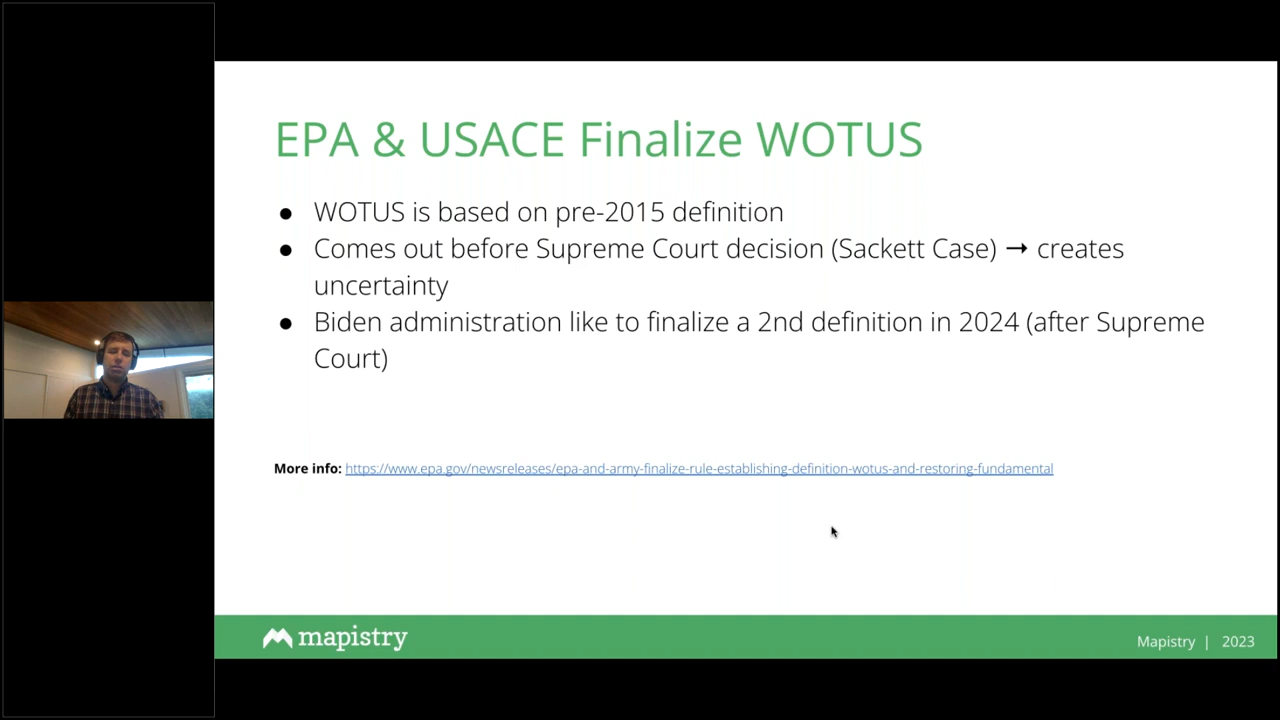 EPA & USACE Finalize WOTUS
● WOTUS is based on pre-2015 definition
● Comes out before Supreme Court decision (Sackett Case) → creates
uncertainty
● Biden administration like to finalize a 2nd definition in 2024 (after Supreme
Court)
More info: https://www.epa.gov/newsreleases/epa-and-army-finalize-rule-establishing-definition-wotus-and-restoring-fundamental
mapistry
Mapistry | 2023